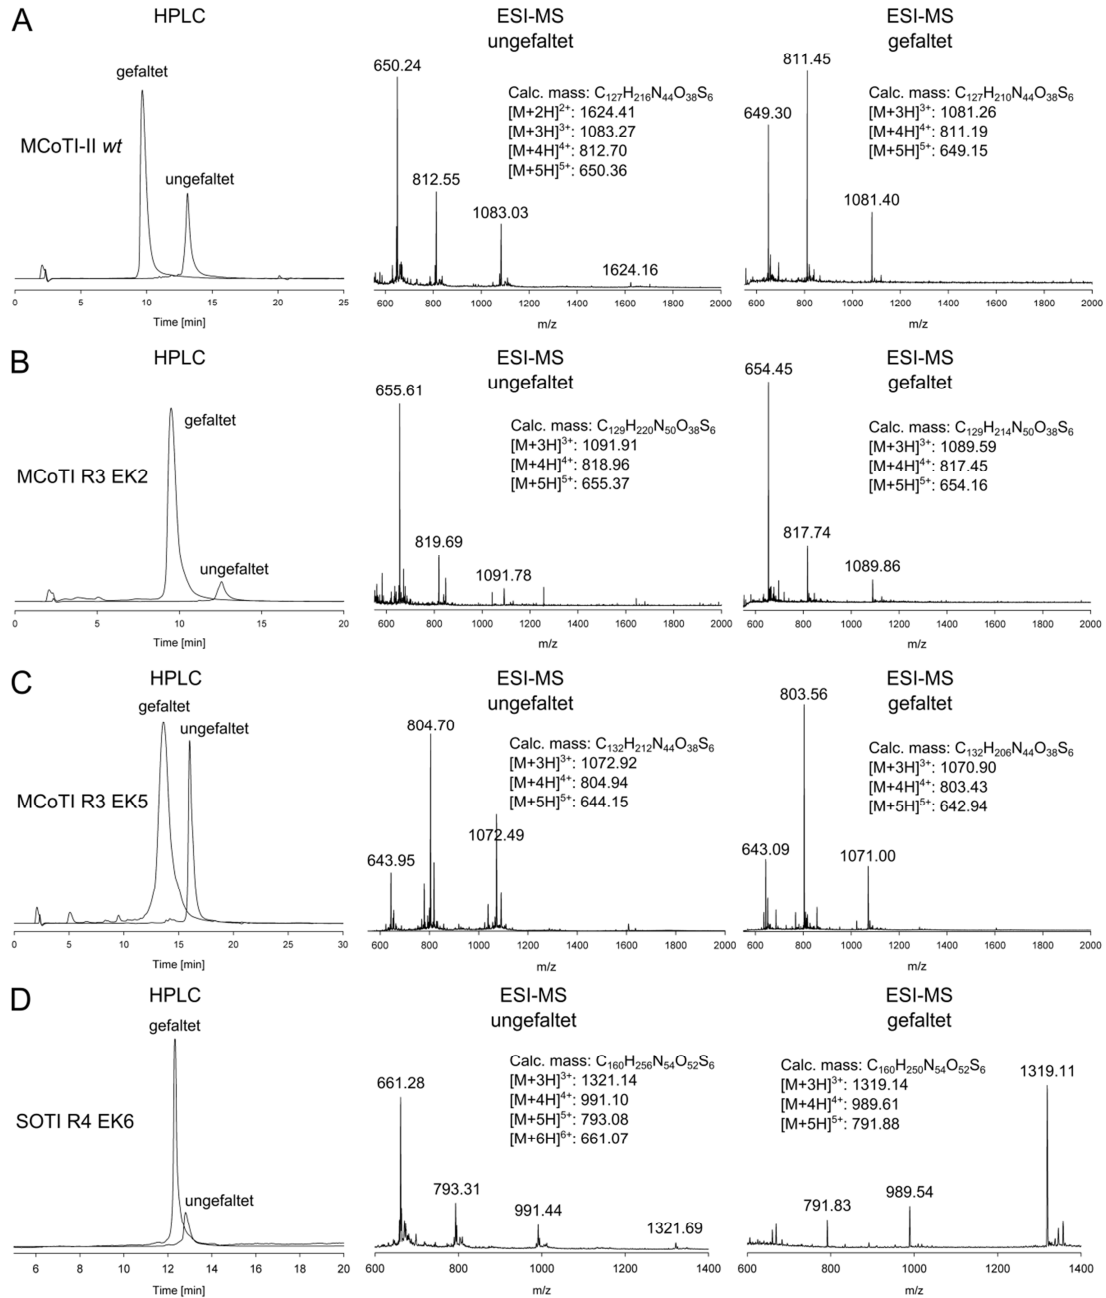 A
HPLC
ESI-MS
ungefaltet
ESI-MS
gefaltet
MCoTI-II wt
gefaltet
ungefaltet
0 5 10 15 20 25
Time [min]
650.24
812.55
1083.03
1624.16
Calc. mass: C127H216N44O38S6
[M+2H]2+: 1624.41
[M+3H]3+: 1083.27
[M+4H]4+: 812.70
[M+5H]5+: 650.36
600 800 1000 1200 1400 1600 1800 2000
m/z
649.30
811.45
1081.40
Calc. mass: C127H210N44O38S6
[M+3H]3+: 1081.26
[M+4H]4+: 811.19
[M+5H]5+: 649.15
600 800 1000 1200 1400 1600 1800 2000
m/z
B
HPLC
ESI-MS
ungefaltet
ESI-MS
gefaltet
MCoTI R3 EK2
gefaltet
ungefaltet
0 5 10 15 20
Time [min]
655.61
819.69
1091.78
Calc. mass: C129H220N50O38S6
[M+3H]3+: 1091.91
[M+4H]4+: 818.96
[M+5H]5+: 655.37
600 800 1000 1200 1400 1600 1800 2000
m/z
654.45
817.74
1089.86
Calc. mass: C129H214N50O38S6
[M+3H]3+: 1089.59
[M+4H]4+: 817.45
[M+5H]5+: 654.16
600 800 1000 1200 1400 1600 1800 2000
m/z
C
HPLC
ESI-MS
ungefaltet
ESI-MS
gefaltet
MCoTI R3 EK5
gefaltet
ungefaltet
0 5 10 15 20 25 30
Time [min]
643.95
804.70
1072.49
Calc. mass: C132H212N44O38S6
[M+3H]3+: 1072.92
[M+4H]4+: 804.94
[M+5H]5+: 644.15
600 800 1000 1200 1400 1600 1800 2000
m/z
643.09
803.56
1071.00
Calc. mass: C132H206N44O38S6
[M+3H]3+: 1070.90
[M+4H]4+: 803.43
[M+5H]5+: 642.94
600 800 1000 1200 1400 1600 1800 2000
m/z
D
HPLC
ESI-MS
ungefaltet
ESI-MS
gefaltet
SOTI R4 EK6
gefaltet
ungefaltet
6 8 10 12 14 16 18 20
Time [min]
661.28
793.31
991.44
1321.69
Calc. mass: C160H256N54O52S6
[M+3H]3+: 1321.14
[M+4H]4+: 991.10
[M+5H]5+: 793.08
[M+6H]6+: 661.07
600 800 1000 1200 1400
m/z
Calc. mass: C160H250N54O52S6
[M+3H]3+: 1319.14
[M+4H]4+: 989.61
[M+5H]5+: 791.88
791.83
989.54
1319.11
600 800 1000 1200 1400
m/z